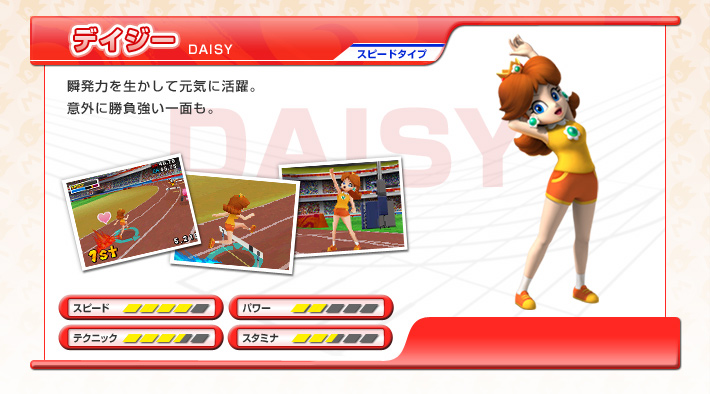 デイジー DAISY
スピードタイプ
瞬発力を生かして元気に活躍。
意外に勝負強い一面も。
DAISY
1st
スピード
パワー
テクニック
スタミナ